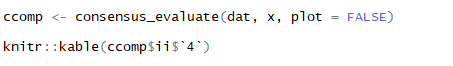 ccomp <- consensus_evaluate(dat, x, plot = FALSE)
knitr::kable(ccomp$ii$`4`)